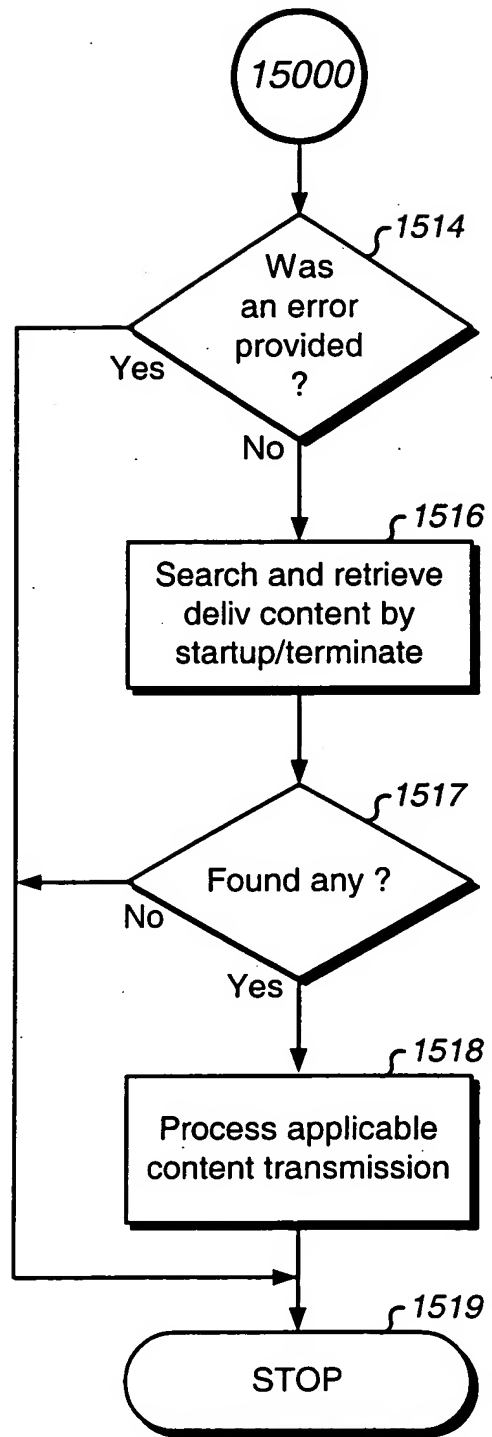 15000
1514
Was
an error
provided
?
Yes
No
1516
Search and retrieve
deliv content by
startup/terminate
1517
Found any ?
No
Yes
1518
Process applicable
content transmission
1519
STOP